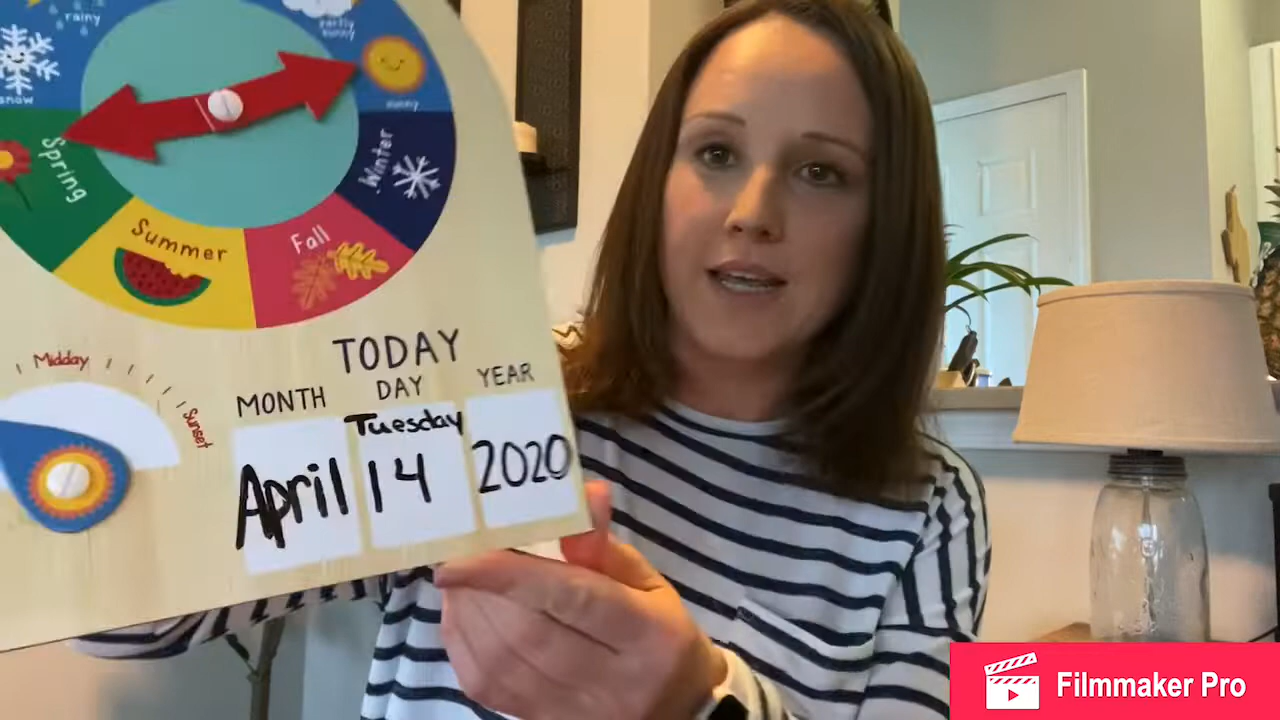 rainy
partly
sunny
snow
sunny
Spring
Winter
Summer
Fall
Midday
Sunset
TODAY
MONTH DAY YEAR
Tuesday
April 14 2020
Filmmaker Pro